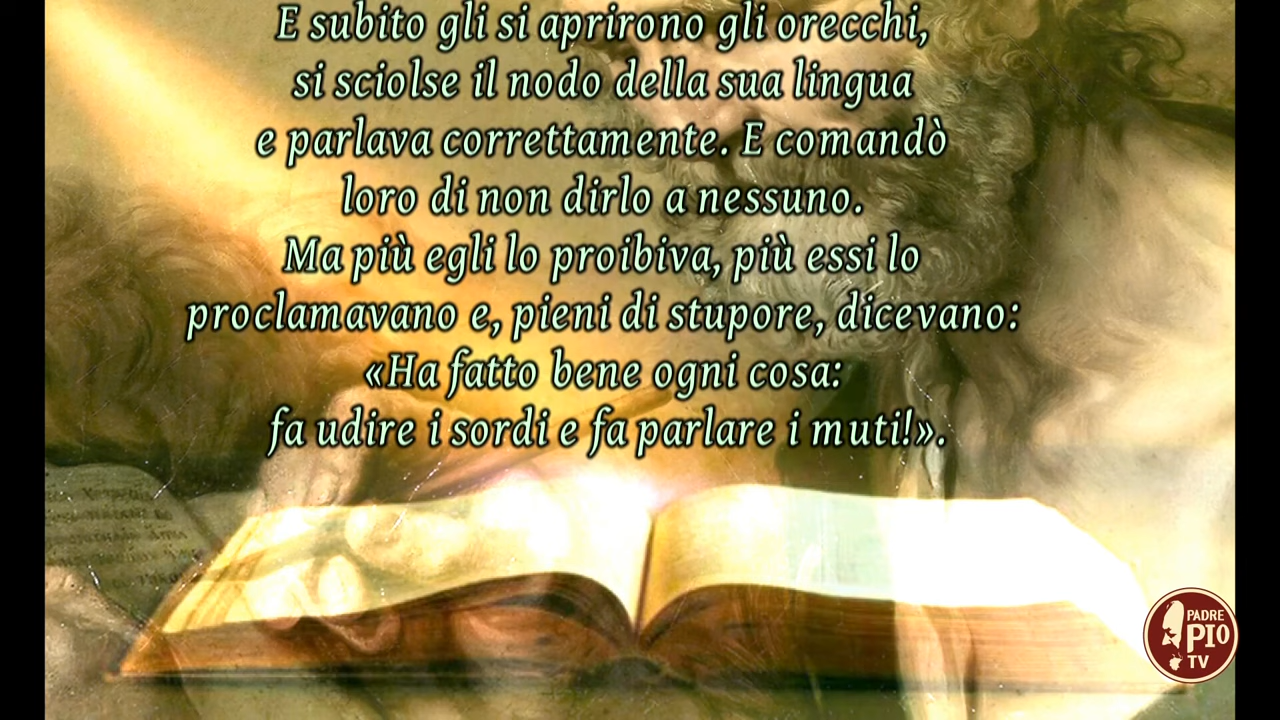 E subito gli si aprirono gli orecchi,
si sciolse il nodo della sua lingua
e parlava correttamente. E comandò
loro di non dirlo a nessuno.
Ma più egli lo proibiva, più essi lo
proclamavano e, pieni di stupore, dicevano:
«Ha fatto bene ogni cosa:
fa udire i sordi e fa parlare i muti!».
PADRE
PIO
TV